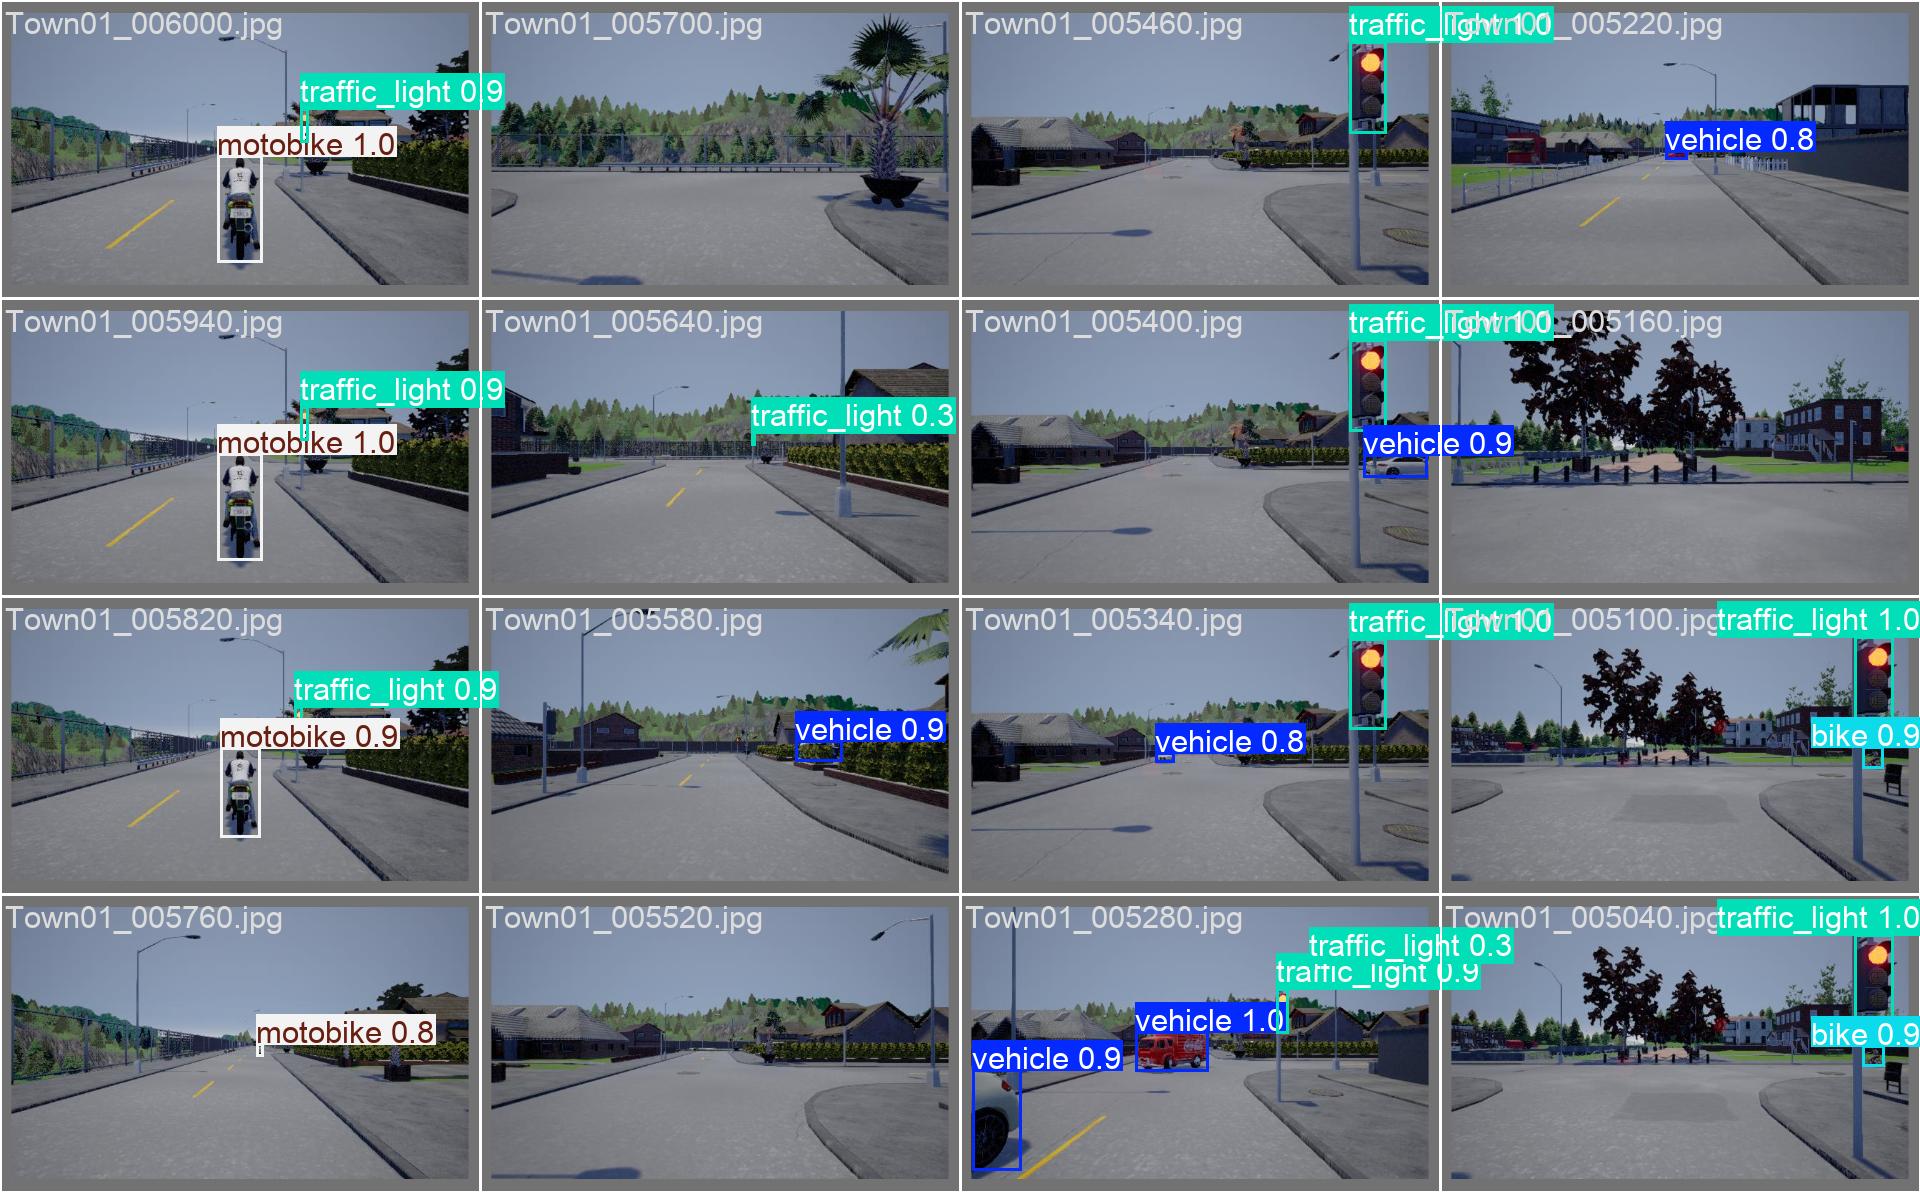 Town01_006000.jpg
traffic_light 0.9
motobike 1.0
Town01_005700.jpg
Town01_005460.jpg
traffic_light 1.0
Town01_005220.jpg
vehicle 0.8
Town01_005940.jpg
traffic_light 0.9
motobike 1.0
Town01_005640.jpg
traffic_light 0.3
Town01_005400.jpg
traffic_light 1.0
vehicle 0.9
Town01_005160.jpg
Town01_005820.jpg
traffic_light 0.9
motobike 0.9
Town01_005580.jpg
vehicle 0.9
Town01_005340.jpg
traffic_light 1.0
vehicle 0.8
Town01_005100.jpg
traffic_light 1.0
bike 0.9
Town01_005760.jpg
motobike 0.8
Town01_005520.jpg
Town01_005280.jpg
traffic_light 0.3
traffic_light 0.9
vehicle 1.0
vehicle 0.9
Town01_005040.jpg
traffic_light 1.0
bike 0.9